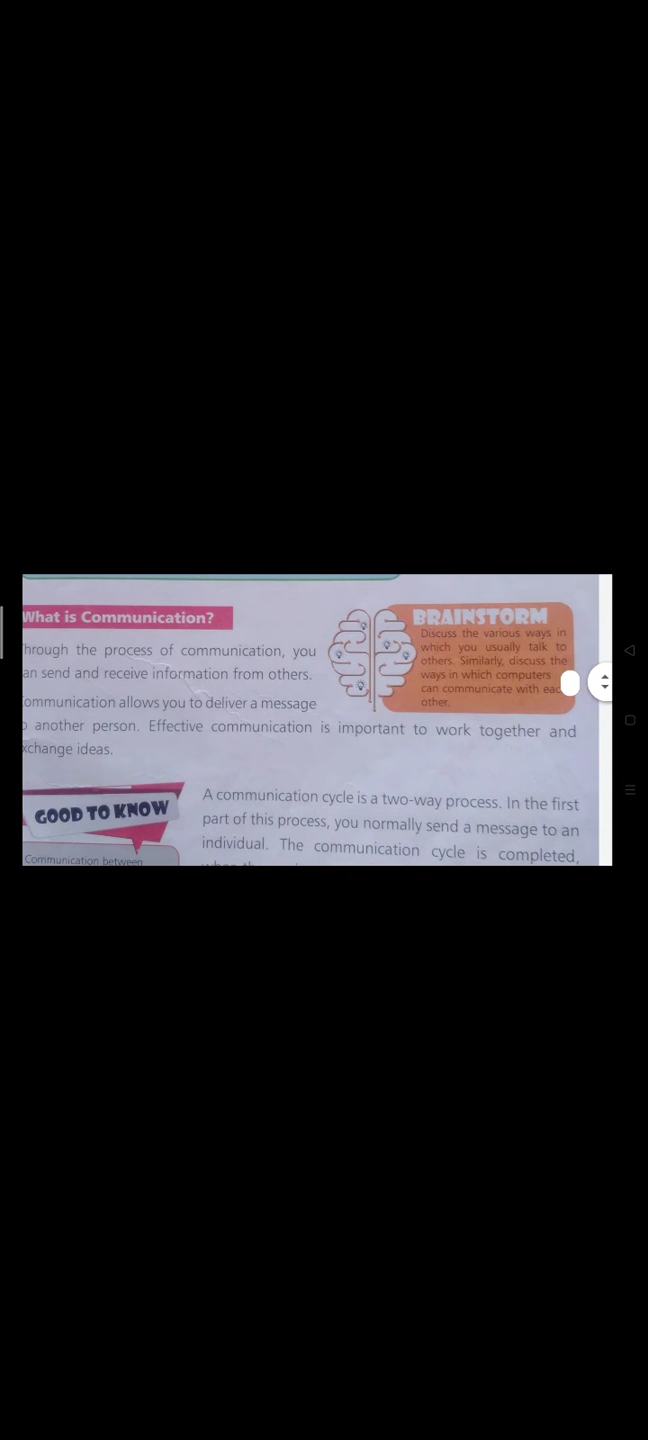 What is Communication?
hrough the process of communication, you
an send and receive information from others.
ommunication allows you to deliver a message
another person. Effective communication is important to work together and
xchange ideas.
BRAINSTORM
Discuss the various ways in
which you usually talk to
others. Similarly, discuss the
ways in which computers
can communicate with eac
other.
GOOD TO KNOW
Communication between
A communication cycle is a two-way process. In the first
part of this process, you normally send a message to an
individual. The communication cycle is completed,